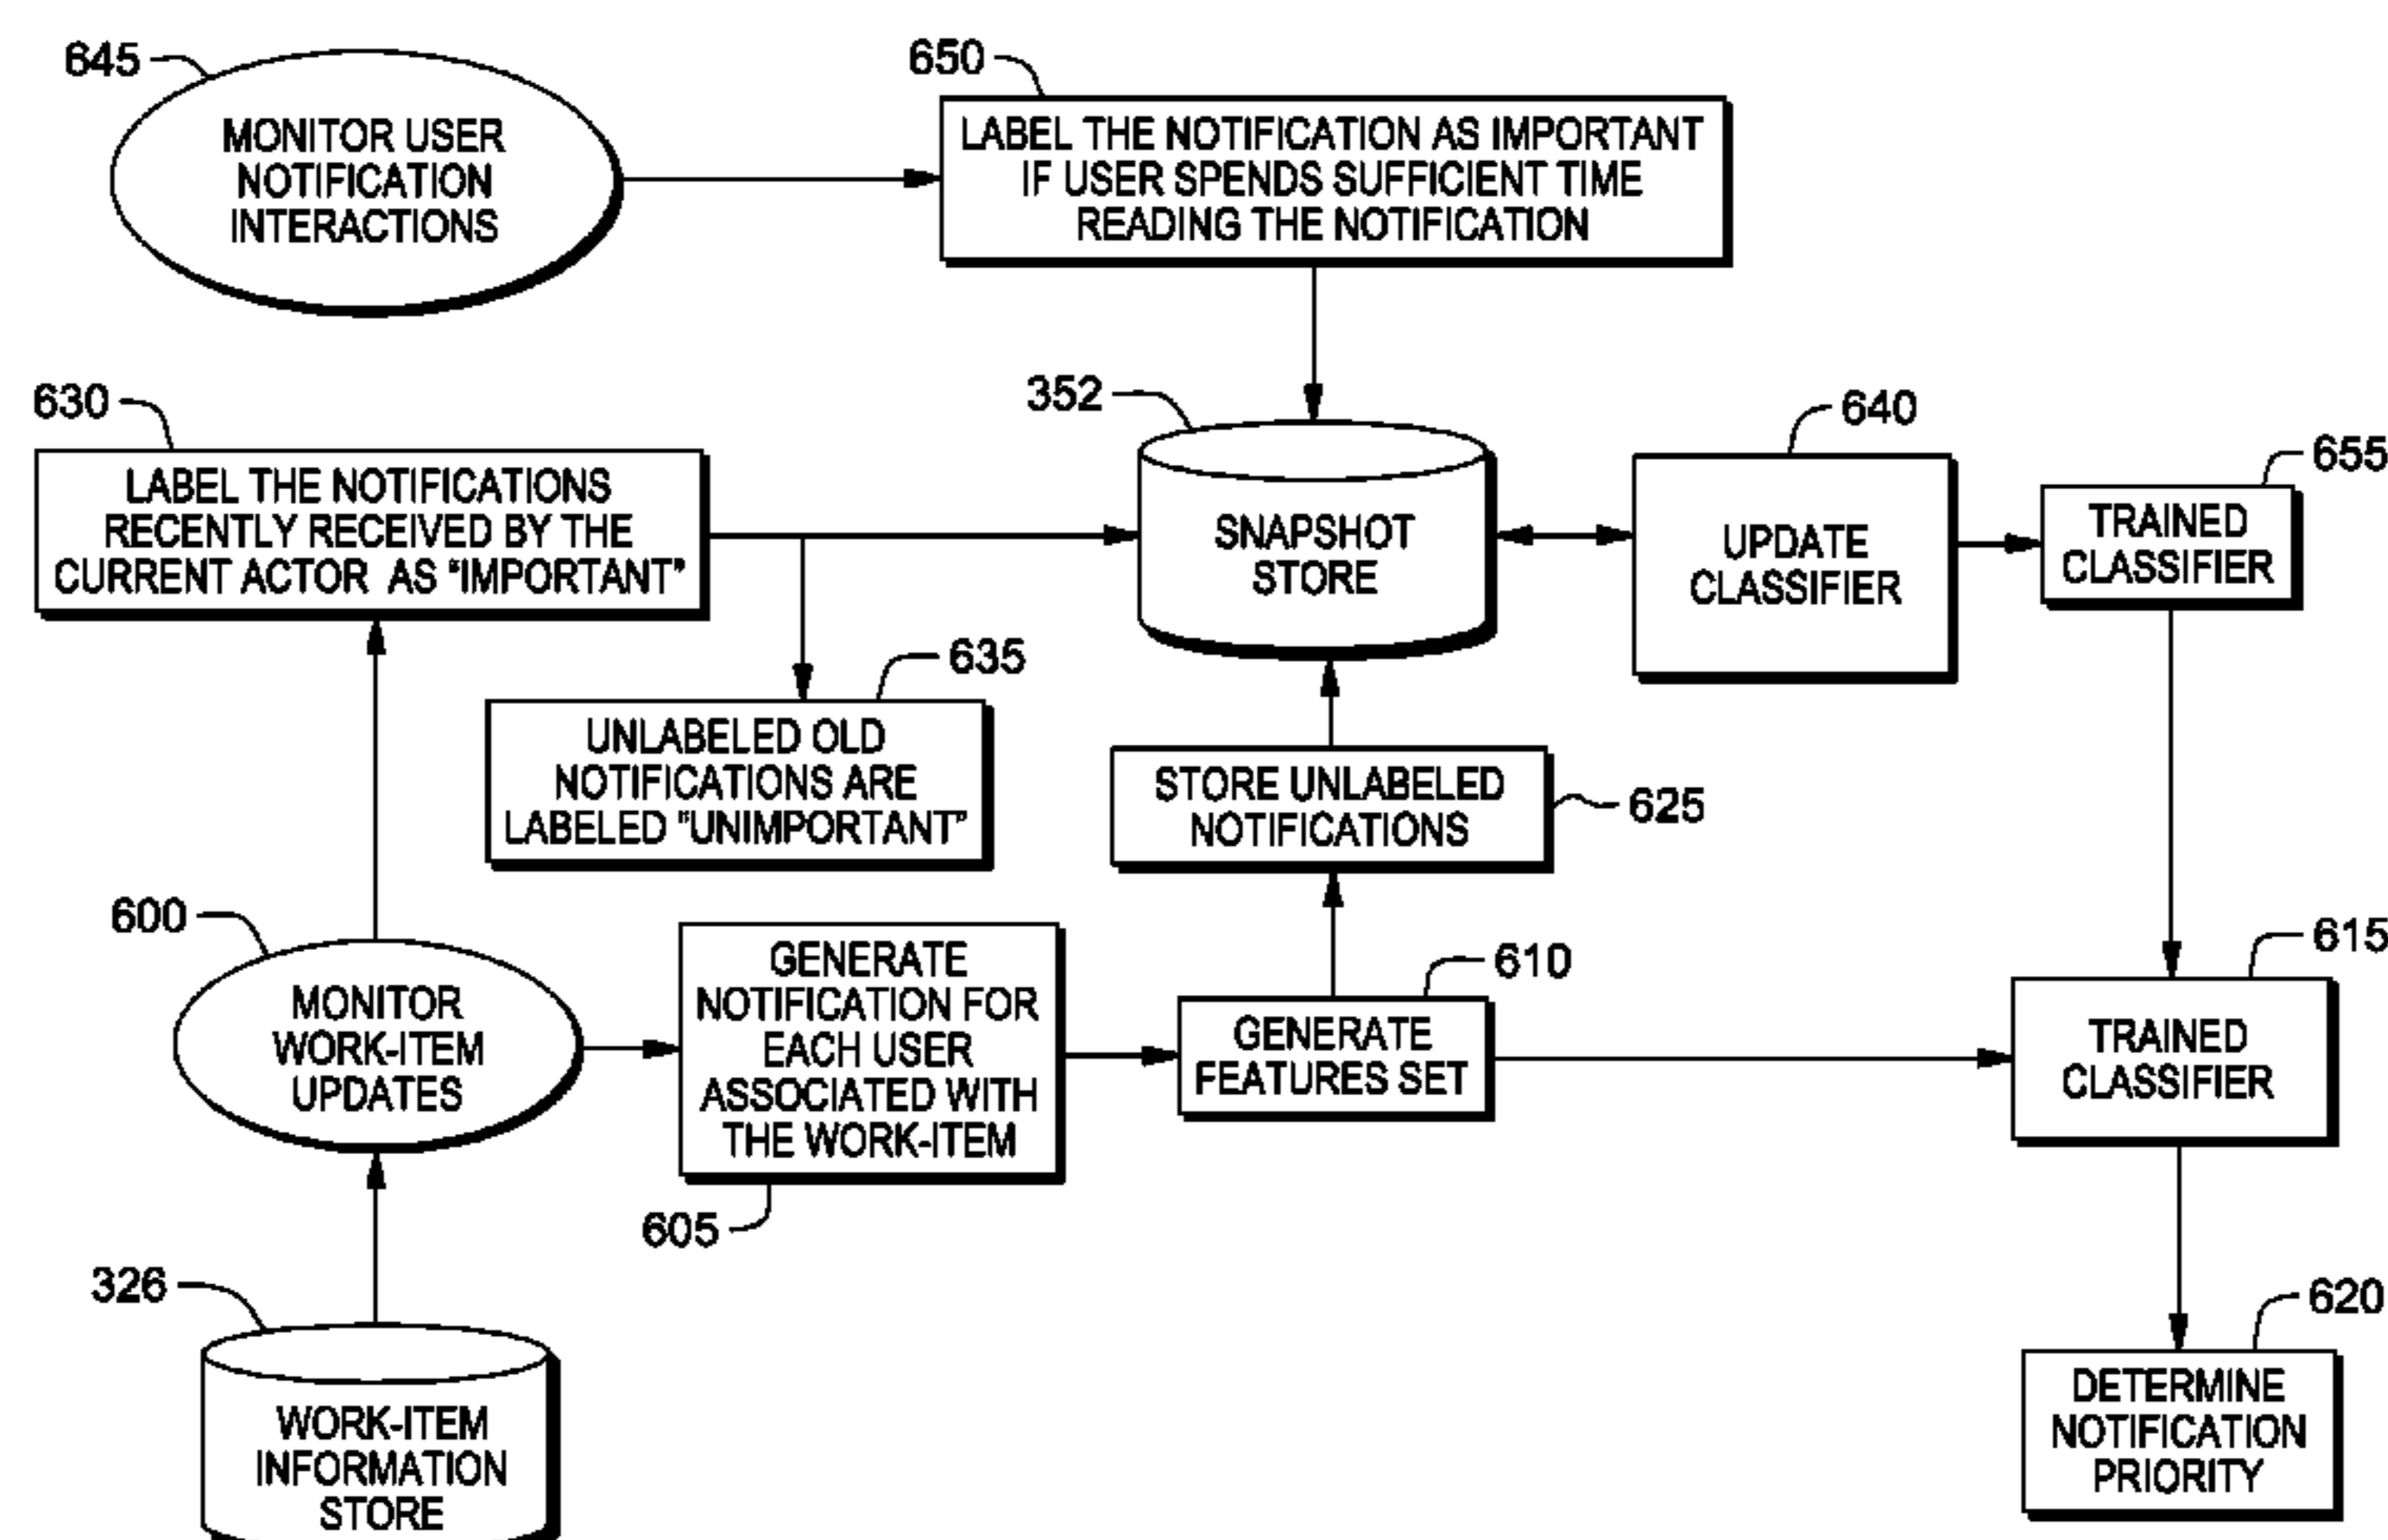 645
MONITOR USER
NOTIFICATION
INTERACTIONS
650
LABEL THE NOTIFICATION AS IMPORTANT
IF USER SPENDS SUFFICIENT TIME
READING THE NOTIFICATION
630
LABEL THE NOTIFICATIONS
RECENTLY RECEIVED BY THE
CURRENT ACTOR AS "IMPORTANT"
352
SNAPSHOT
STORE
640
UPDATE
CLASSIFIER
655
TRAINED
CLASSIFIER
635
UNLABELED OLD
NOTIFICATIONS ARE
LABELED "UNIMPORTANT"
STORE UNLABELED
NOTIFICATIONS
625
600
MONITOR
WORK-ITEM
UPDATES
GENERATE
NOTIFICATION FOR
EACH USER
ASSOCIATED WITH
THE WORK-ITEM
605
610
GENERATE
FEATURES SET
615
TRAINED
CLASSIFIER
326
WORK-ITEM
INFORMATION
STORE
620
DETERMINE
NOTIFICATION
PRIORITY